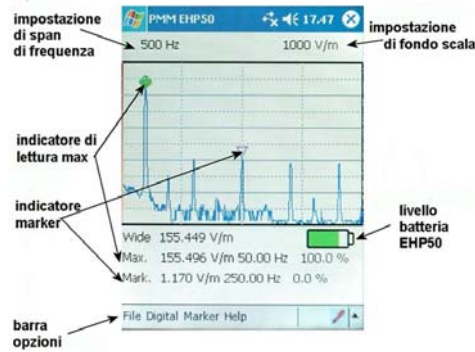 impostazione
di span
di frequenza
PMM EHP50
17.47
impostazione
di fondo scala
500 Hz
1000 V/m
indicatore di
lettura max
indicatore
marker
Wide 155.449 V/m
Max. 155.496 V/m 50.00 Hz 100.0 %
Mark. 1.170 V/m 250.00 Hz 0.0 %
livello
batteria
EHP50
File Digital Marker Help
barra
opzioni